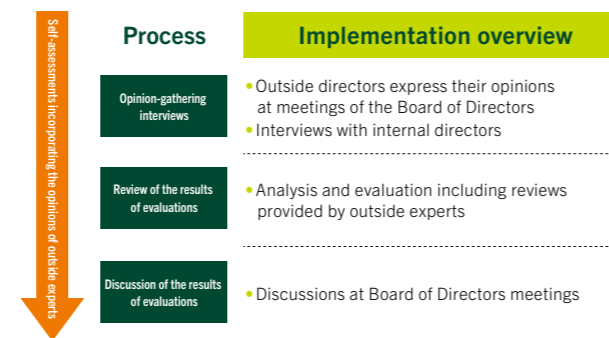 Self-assessments incorporating the opinions of outside experts
Process
Implementation overview
Opinion-gathering
interviews
• Outside directors express their opinions
at meetings of the Board of Directors
• Interviews with internal directors
Review of the results
of evaluations
• Analysis and evaluation including reviews
provided by outside experts
Discussion of the results
of evaluations
• Discussions at Board of Directors meetings